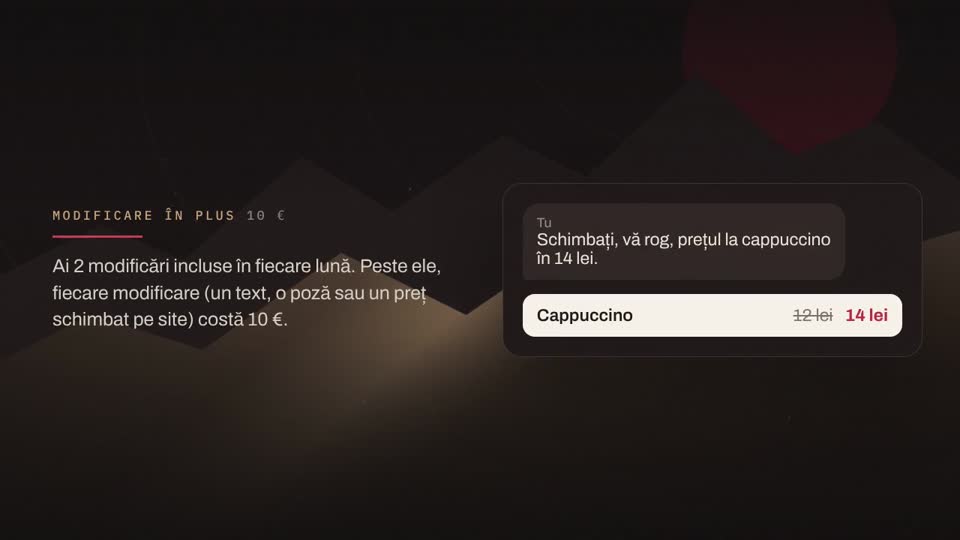 MODIFICARE ÎN PLUS 10 €
Ai 2 modificări incluse în fiecare lună. Peste ele,
fiecare modificare (un text, o poză sau un preț
schimbat pe site) costă 10 €.
Tu
Schimbați, vă rog, prețul la cappuccino
în 14 lei.
Cappuccino 12 lei 14 lei